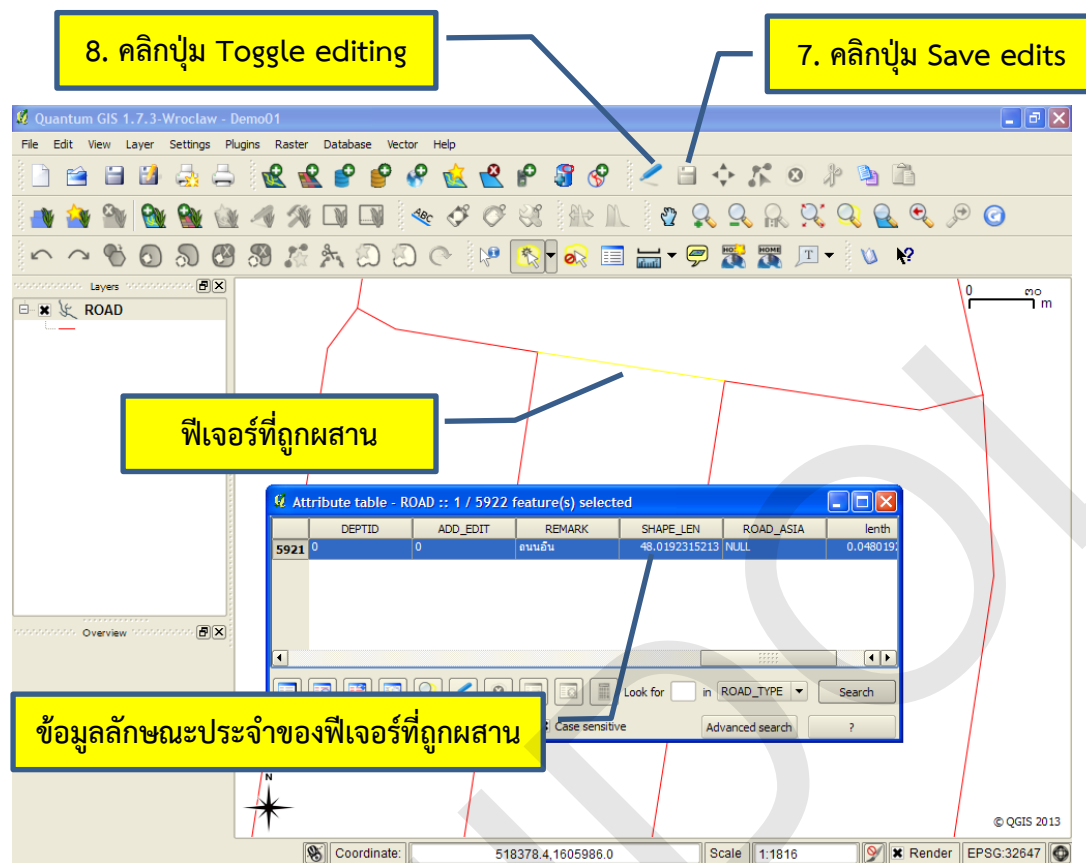 8. คลิกปุ่ม Toggle editing
7. คลิกปุ่ม Save edits
Quantum GIS 1.7.3-Wroclaw - Demo01
File Edit View Layer Settings Plugins Raster Database Vector Help
Layers
ROAD
0 ๓๐
m
ฟีเจอร์ที่ถูกผสาน
Attribute table - ROAD :: 1 / 5922 feature(s) selected
DEPTID ADD_EDIT REMARK SHAPE_LEN ROAD_ASIA lenth
5921 0 0 ถนนอื่น 48.0192315213 NULL 0.048019
Overview
Look for in ROAD_TYPE Search
Case sensitive Advanced search ?
ข้อมูลลักษณะประจำของฟีเจอร์ที่ถูกผสาน
N
© QGIS 2013
Coordinate: 518378.4,1605986.0 Scale 1:1816 Render EPSG:32647